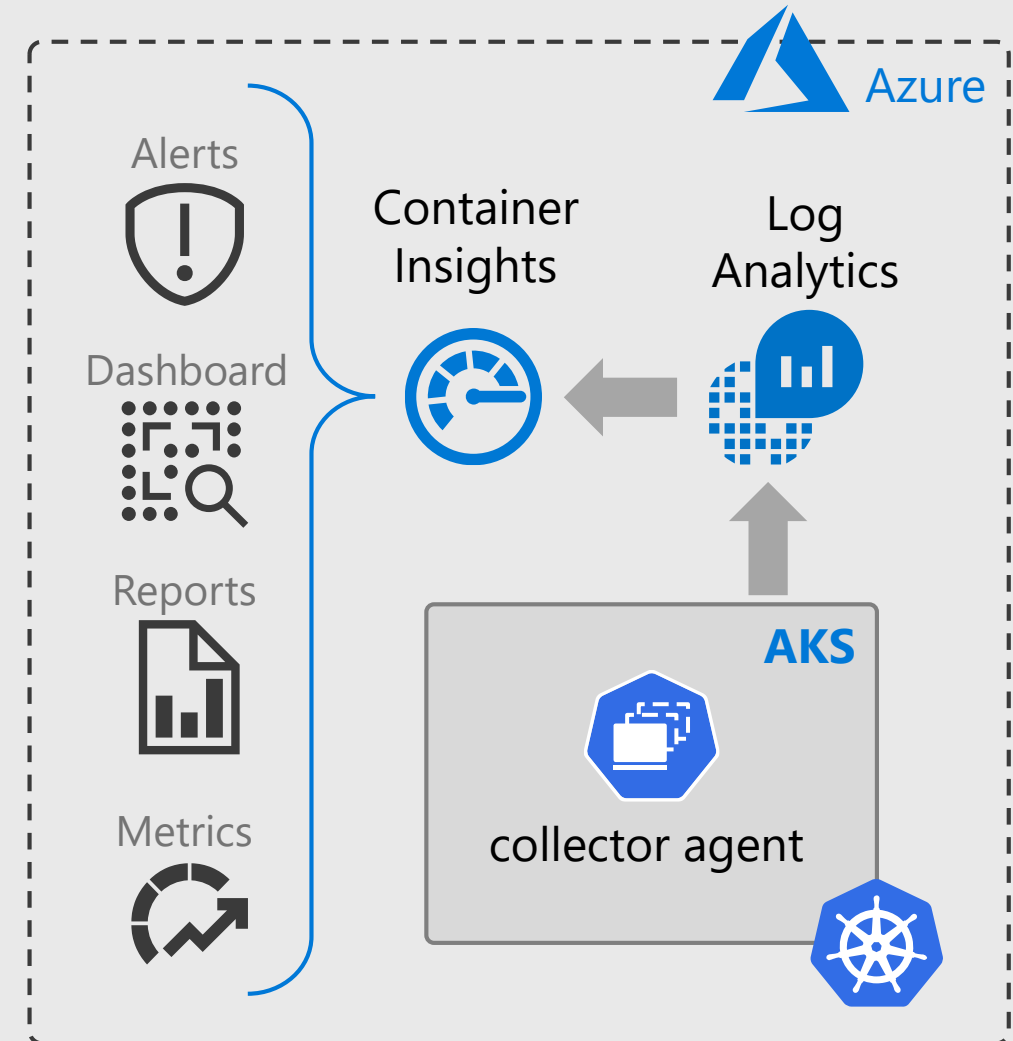 Azure
Alerts
Container
Insights
Log
Analytics
Dashboard
Reports
AKS
Metrics
collector agent